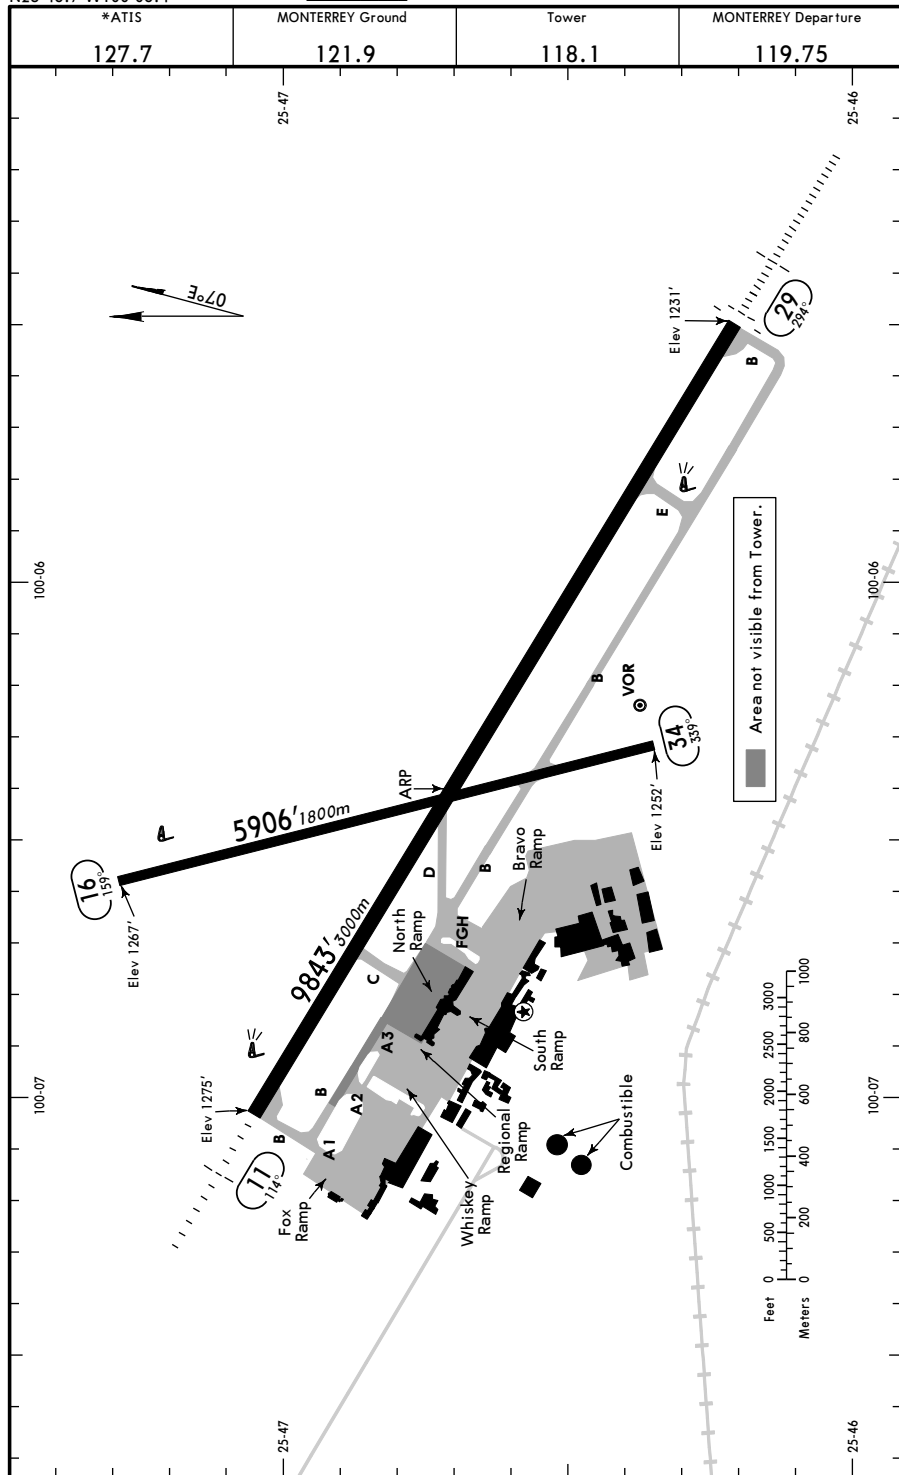 *ATIS
127.7
MONTERREY Ground
121.9
Tower
118.1
MONTERREY Departure
119.75
25-47
25-46
07°E
Elev 1231'
29
294°
B
E
100-06
100-06
Area not visible from Tower.
B
VOR
34
339°
Elev 1252'
ARP
5906' 1800m
16
159°
Elev 1267'
D
B
Bravo
Ramp
FGH
North
Ramp
9843' 3000m
C
A3
South
Ramp
Elev 1275'
B
A2
100-07
100-07
B
A1
11
114°
Regional
Ramp
Whiskey
Ramp
Fox
Ramp
Combustible
Feet 0 500 1000 1500 2000 2500 3000
Meters 0 200 400 600 800 1000
25-47
25-46